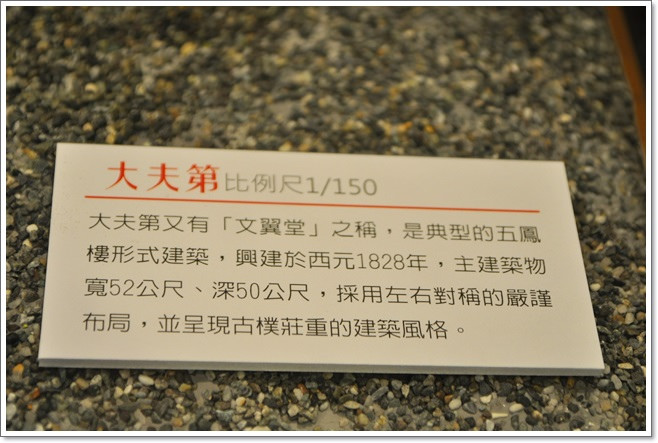 大夫第比例尺1/150
大夫第又有「文翼堂」之稱，是典型的五鳳
樓形式建築，興建於西元1828年，主建築物
寬52公尺、深50公尺，採用左右對稱的嚴謹
布局，並呈現古樸莊重的建築風格。